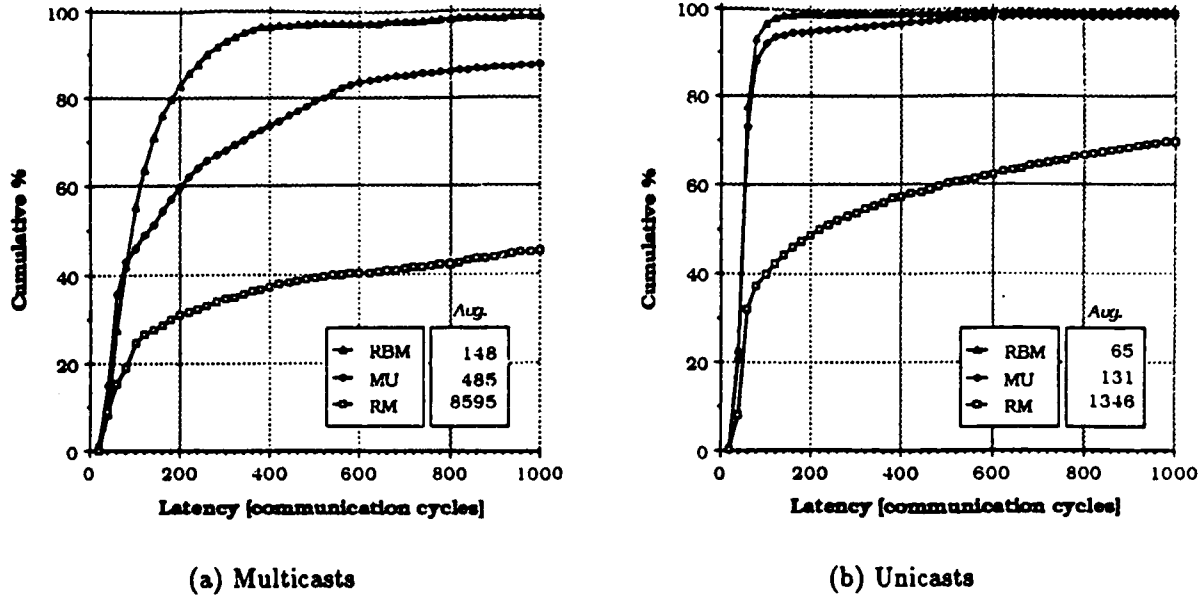 100
80
60
40
20
0
Cumulative %
0 200 400 600 800 1000
Latency [communication cycles]
Aug.
RBM 148
MU 485
RM 8595
(a) Multicasts
100
80
60
40
20
0
Cumulative %
0 200 400 600 800 1000
Latency [communication cycles]
Aug.
RBM 65
MU 131
RM 1346
(b) Unicasts